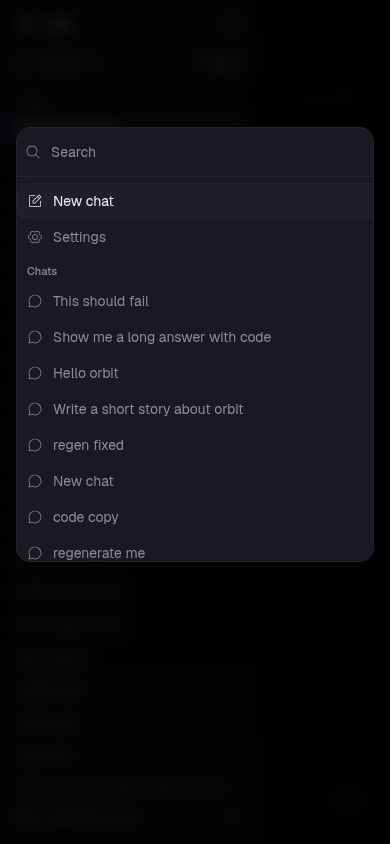 Search
New chat
Settings
Chats
This should fail
Show me a long answer with code
Hello orbit
Write a short story about orbit
regen fixed
New chat
code copy
regenerate me